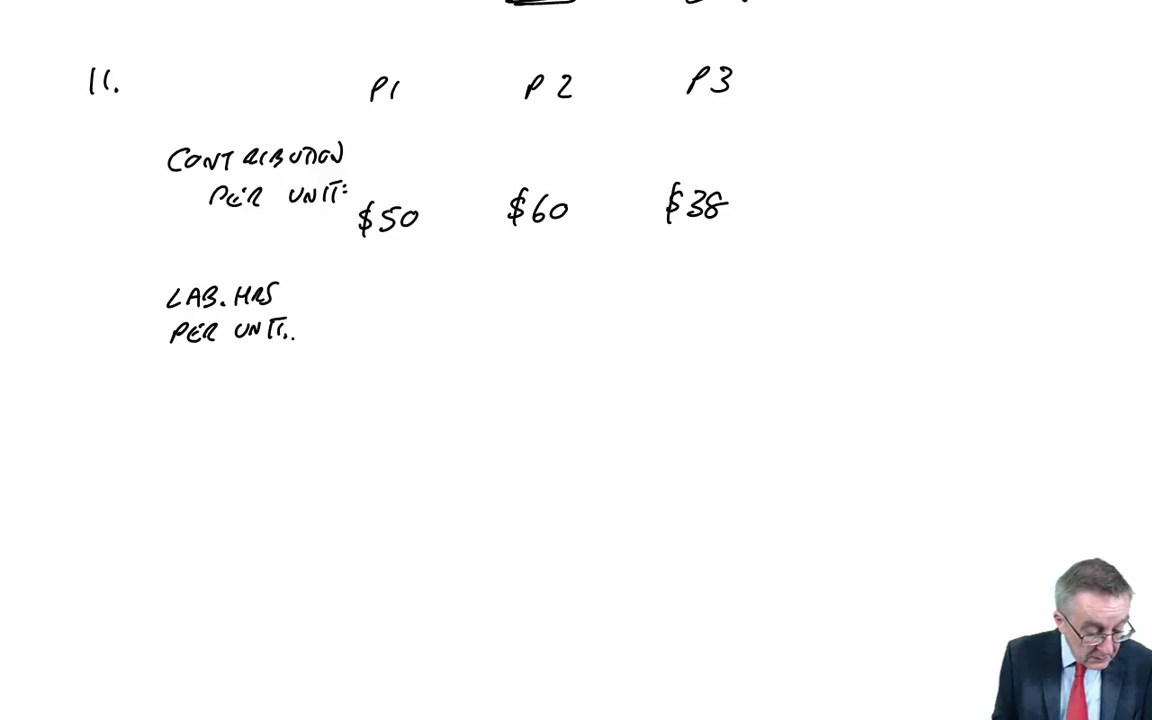 11. P1 P2 P3
CONTRIBUTION
PER UNIT: $50 $60 $38
LAB. HRS
PER UNIT..